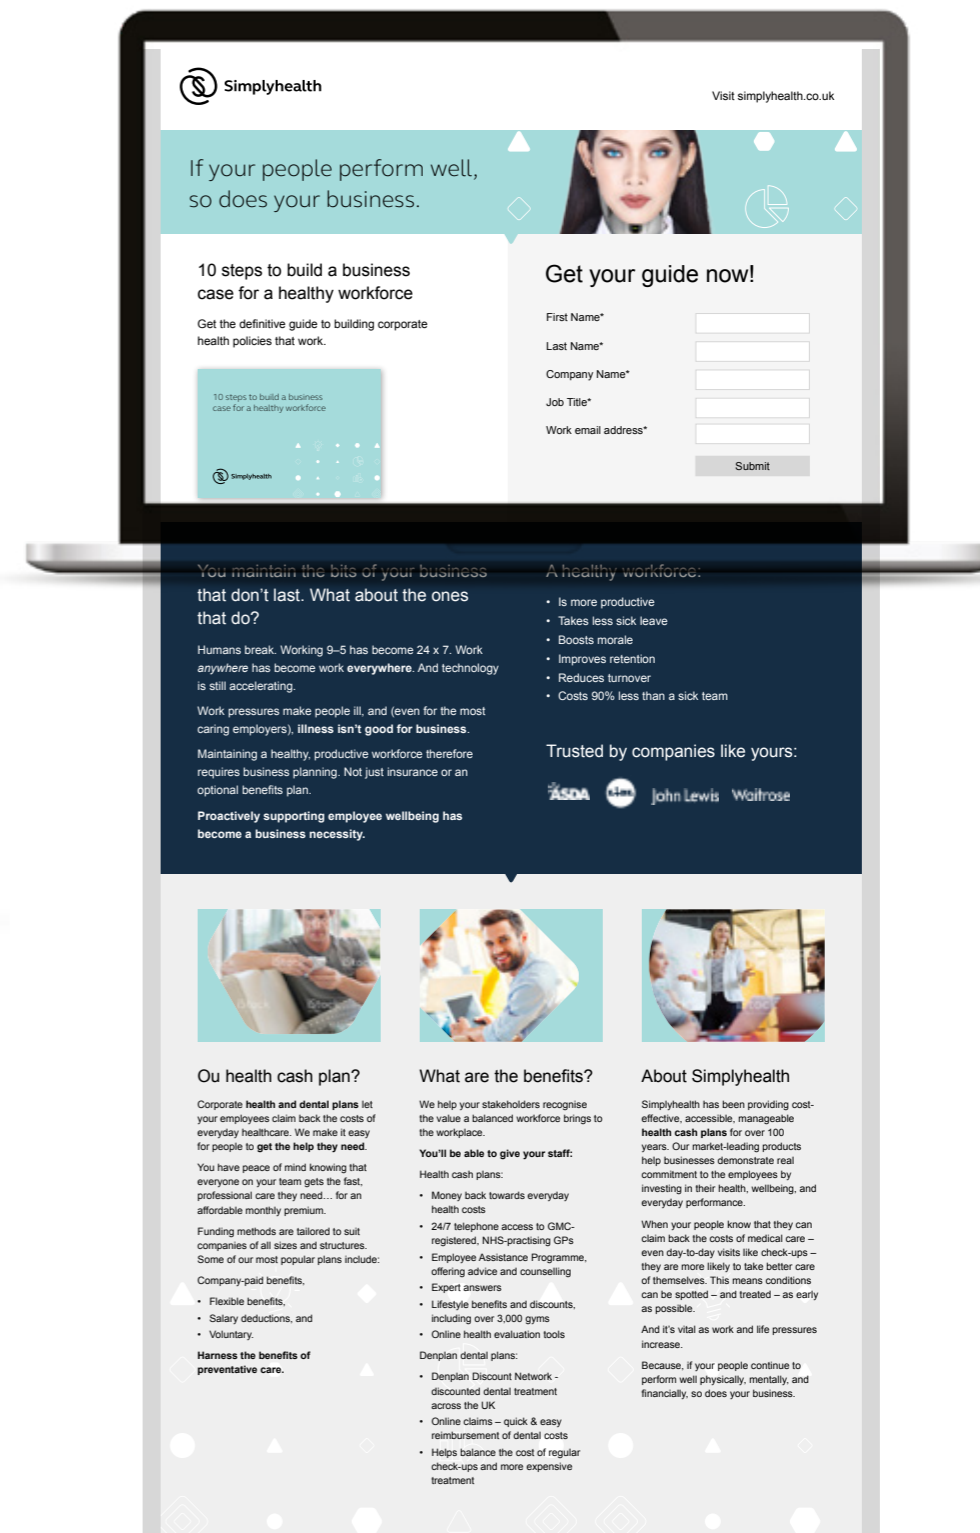 Simplyhealth
Visit simplyhealth.co.uk
If your people perform well,
so does your business.
10 steps to build a business
case for a healthy workforce
Get the definitive guide to building corporate
health policies that work.
10 steps to build a business
case for a healthy workforce
Simplyhealth
Get your guide now!
First Name*
Last Name*
Company Name*
Job Title*
Work email address*
Submit
You maintain the bits of your business
that don't last. What about the ones
that do?
Humans break. Working 9–5 has become 24 x 7. Work
anywhere has become work everywhere. And technology
is still accelerating.
Work pressures make people ill, and (even for the most
caring employers), illness isn't good for business.
Maintaining a healthy, productive workforce therefore
requires business planning. Not just insurance or an
optional benefits plan.
Proactively supporting employee wellbeing has
become a business necessity.
A healthy workforce:
• Is more productive
• Takes less sick leave
• Boosts morale
• Improves retention
• Reduces turnover
• Costs 90% less than a sick team
Trusted by companies like yours:
ASDA
John Lewis
Waitrose
iStock
iStock
Ou health cash plan?
Corporate health and dental plans let
your employees claim back the costs of
everyday healthcare. We make it easy
for people to get the help they need.
You have peace of mind knowing that
everyone on your team gets the fast,
professional care they need… for an
affordable monthly premium.
Funding methods are tailored to suit
companies of all sizes and structures.
Some of our most popular plans include:
Company-paid benefits,
• Flexible benefits,
• Salary deductions, and
• Voluntary.
Harness the benefits of
preventative care.
What are the benefits?
We help your stakeholders recognise
the value a balanced workforce brings to
the workplace.
You'll be able to give your staff:
Health cash plans:
• Money back towards everyday
health costs
• 24/7 telephone access to GMC-
registered, NHS-practising GPs
• Employee Assistance Programme,
offering advice and counselling
• Expert answers
• Lifestyle benefits and discounts,
including over 3,000 gyms
• Online health evaluation tools
Denplan dental plans:
• Denplan Discount Network -
discounted dental treatment
across the UK
• Online claims – quick & easy
reimbursement of dental costs
• Helps balance the cost of regular
check-ups and more expensive
treatment
About Simplyhealth
Simplyhealth has been providing cost-
effective, accessible, manageable
health cash plans for over 100
years. Our market-leading products
help businesses demonstrate real
commitment to the employees by
investing in their health, wellbeing, and
everyday performance.
When your people know that they can
claim back the costs of medical care –
even day-to-day visits like check-ups –
they are more likely to take better care
of themselves. This means conditions
can be spotted – and treated – as early
as possible.
And it's vital as work and life pressures
increase.
Because, if your people continue to
perform well physically, mentally, and
financially, so does your business.